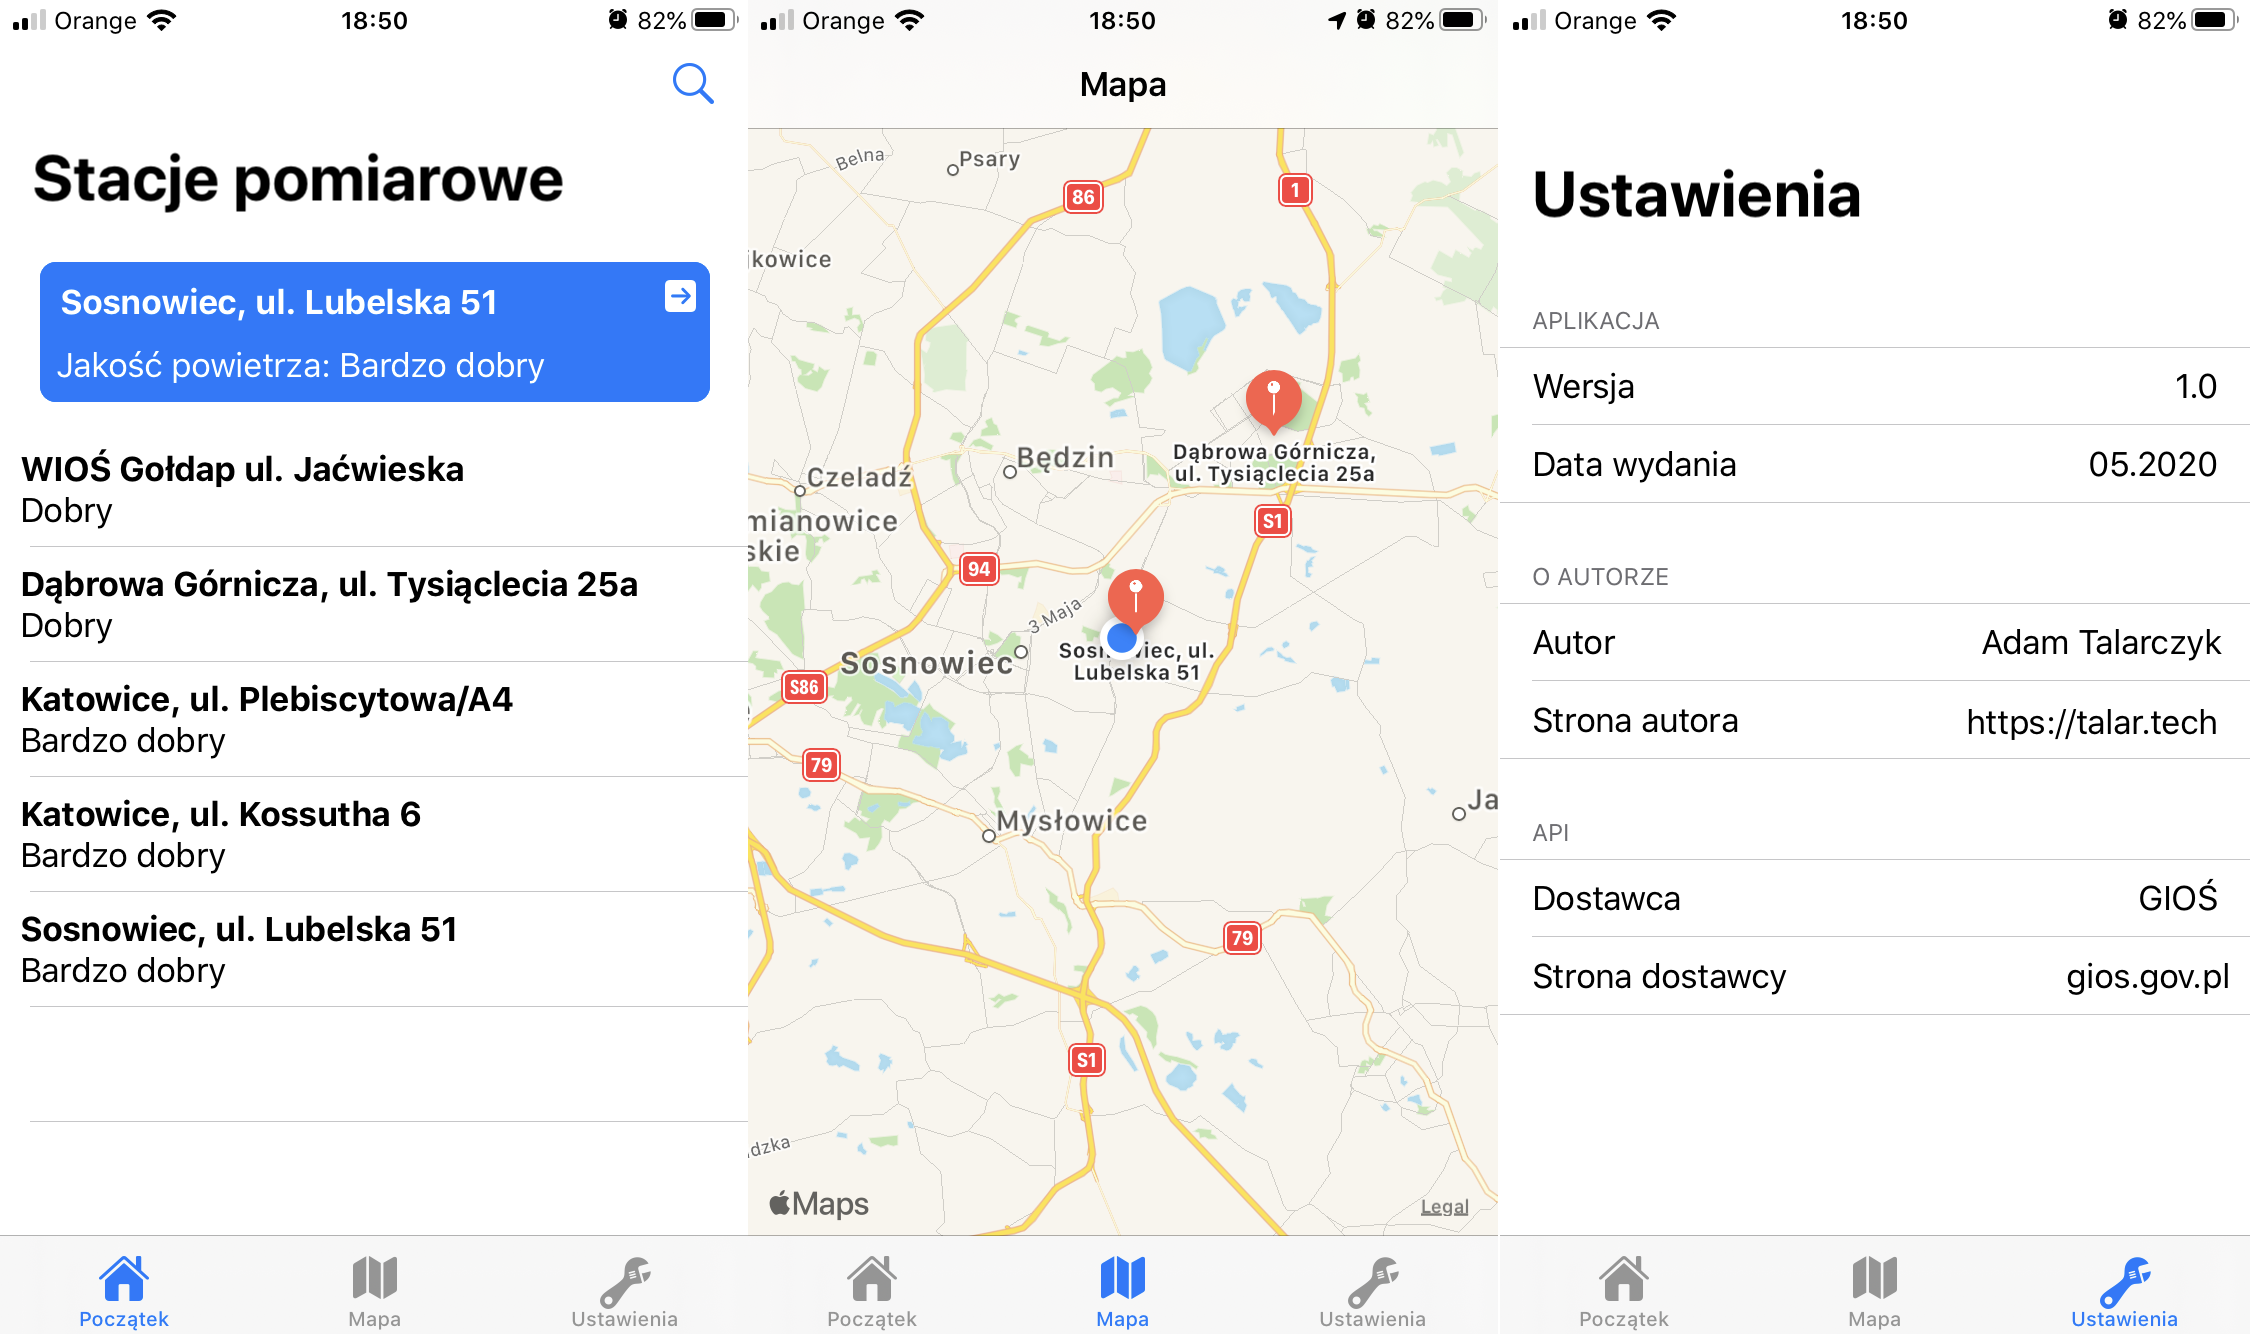 Orange 18:50 82%
Stacje pomiarowe
Sosnowiec, ul. Lubelska 51
Jakość powietrza: Bardzo dobry
WIOŚ Gołdap ul. Jaćwieska
Dobry
Dąbrowa Górnicza, ul. Tysiąclecia 25a
Dobry
Katowice, ul. Plebiscytowa/A4
Bardzo dobry
Katowice, ul. Kossutha 6
Bardzo dobry
Sosnowiec, ul. Lubelska 51
Bardzo dobry
Początek Mapa Ustawienia
Orange 18:50 82%
Mapa
Belna
Psary
86
1
ikowice
Dąbrowa Górnicza,
ul. Tysiąclecia 25a
Będzin
Czeladź
mianowice
skie
S1
94
3 Maja
Sosnowiec
Sosnowiec, ul.
Lubelska 51
S86
79
Mysłowice
Ja
79
S1
dzka
Maps
Legal
Początek Mapa Ustawienia
Orange 18:50 82%
Ustawienia
APLIKACJA
Wersja 1.0
Data wydania 05.2020
O AUTORZE
Autor Adam Talarczyk
Strona autora https://talar.tech
API
Dostawca GIOŚ
Strona dostawcy gios.gov.pl
Początek Mapa Ustawienia